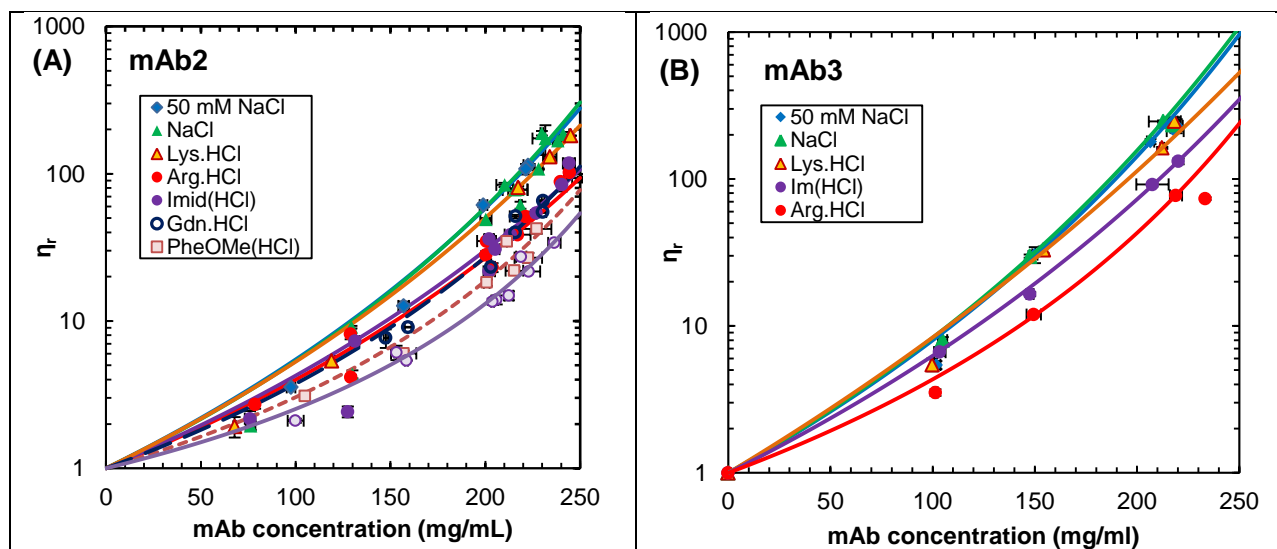 (A) mAb2
ηr
1000
100
10
1
50 mM NaCl
NaCl
Lys.HCl
Arg.HCl
Imid(HCl)
Gdn.HCl
PheOMe(HCl)
0 50 100 150 200 250
mAb concentration (mg/mL)
(B) mAb3
ηr
1000
100
10
1
50 mM NaCl
NaCl
Lys.HCl
Im(HCl)
Arg.HCl
0 50 100 150 200 250
mAb concentration (mg/ml)